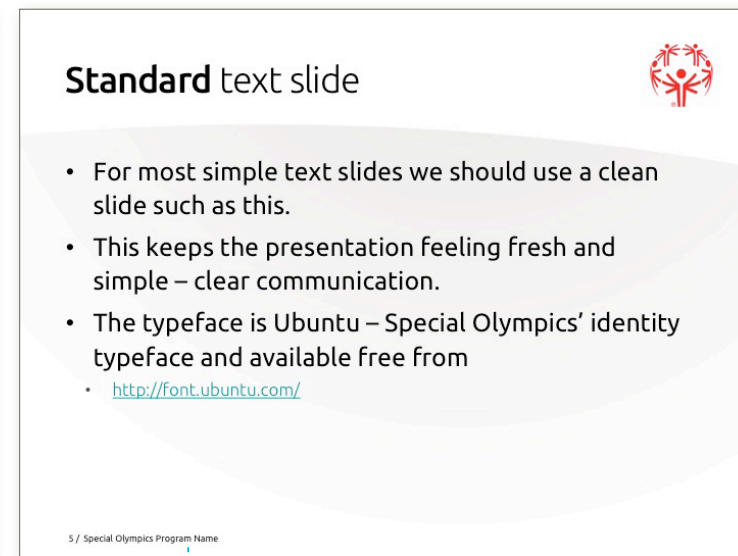 Standard text slide
• For most simple text slides we should use a clean
slide such as this.
• This keeps the presentation feeling fresh and
simple – clear communication.
• The typeface is Ubuntu – Special Olympics’ identity
typeface and available free from
• http://font.ubuntu.com/
5 / Special Olympics Program Name